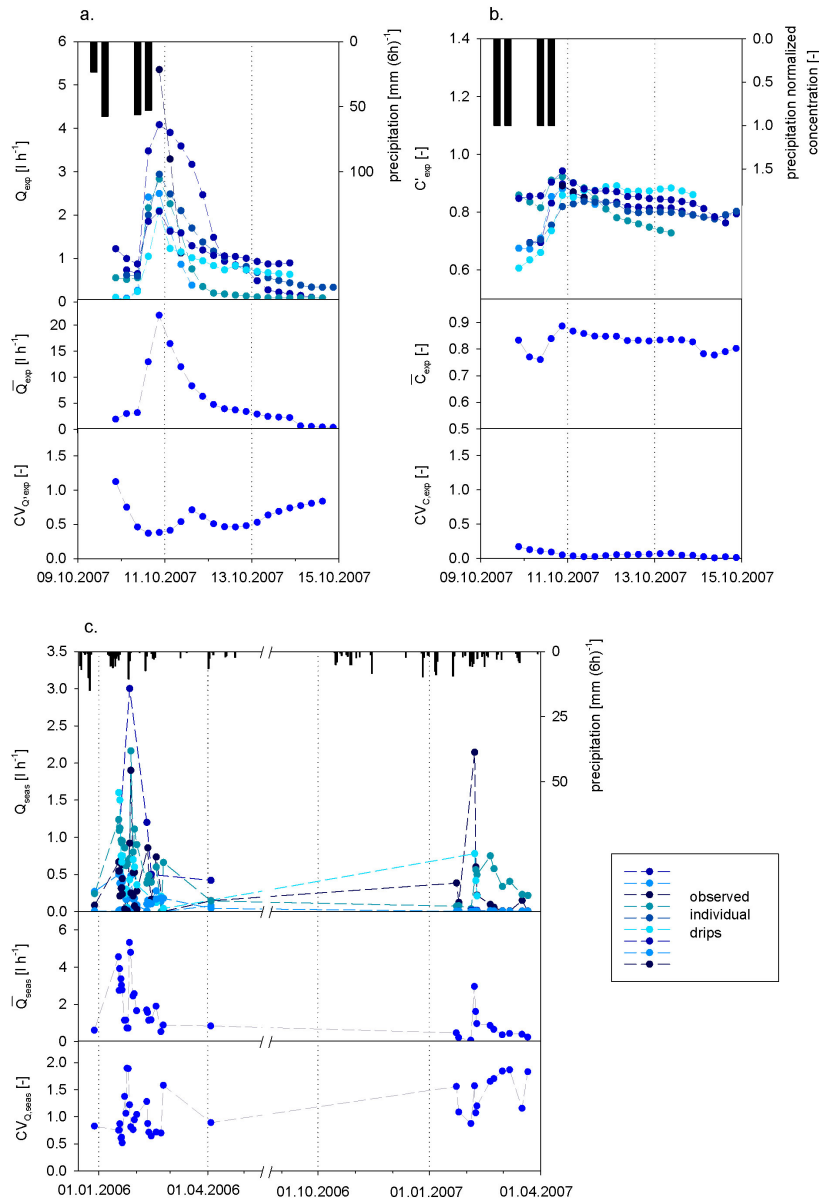 a.
6
5
4
3
2
1
0
Q_exp [l h⁻¹]
0
50
100
precipitation [mm (6h)⁻¹]
20
15
10
5
0
Q̅_exp [l h⁻¹]
1.5
1.0
0.5
0.0
CV_Q,exp [-]
09.10.2007 11.10.2007 13.10.2007 15.10.2007
b.
1.4
1.2
1.0
0.8
0.6
C'_exp [-]
0.0
0.5
1.0
1.5
precipitation normalized
concentration [-]
0.9
0.8
0.7
0.6
0.5
C̅_exp [-]
1.5
1.0
0.5
0.0
CV_C,exp [-]
09.10.2007 11.10.2007 13.10.2007 15.10.2007
c.
3.5
3.0
2.5
2.0
1.5
1.0
0.5
0.0
Q_seas [l h⁻¹]
0
25
50
precipitation [mm (6h)⁻¹]
6
4
2
0
Q̅_seas [l h⁻¹]
2.0
1.5
1.0
0.5
0.0
CV_Q,seas [-]
01.01.2006 01.04.2006 01.10.2006 01.01.2007 01.04.2007
observed
individual
drips